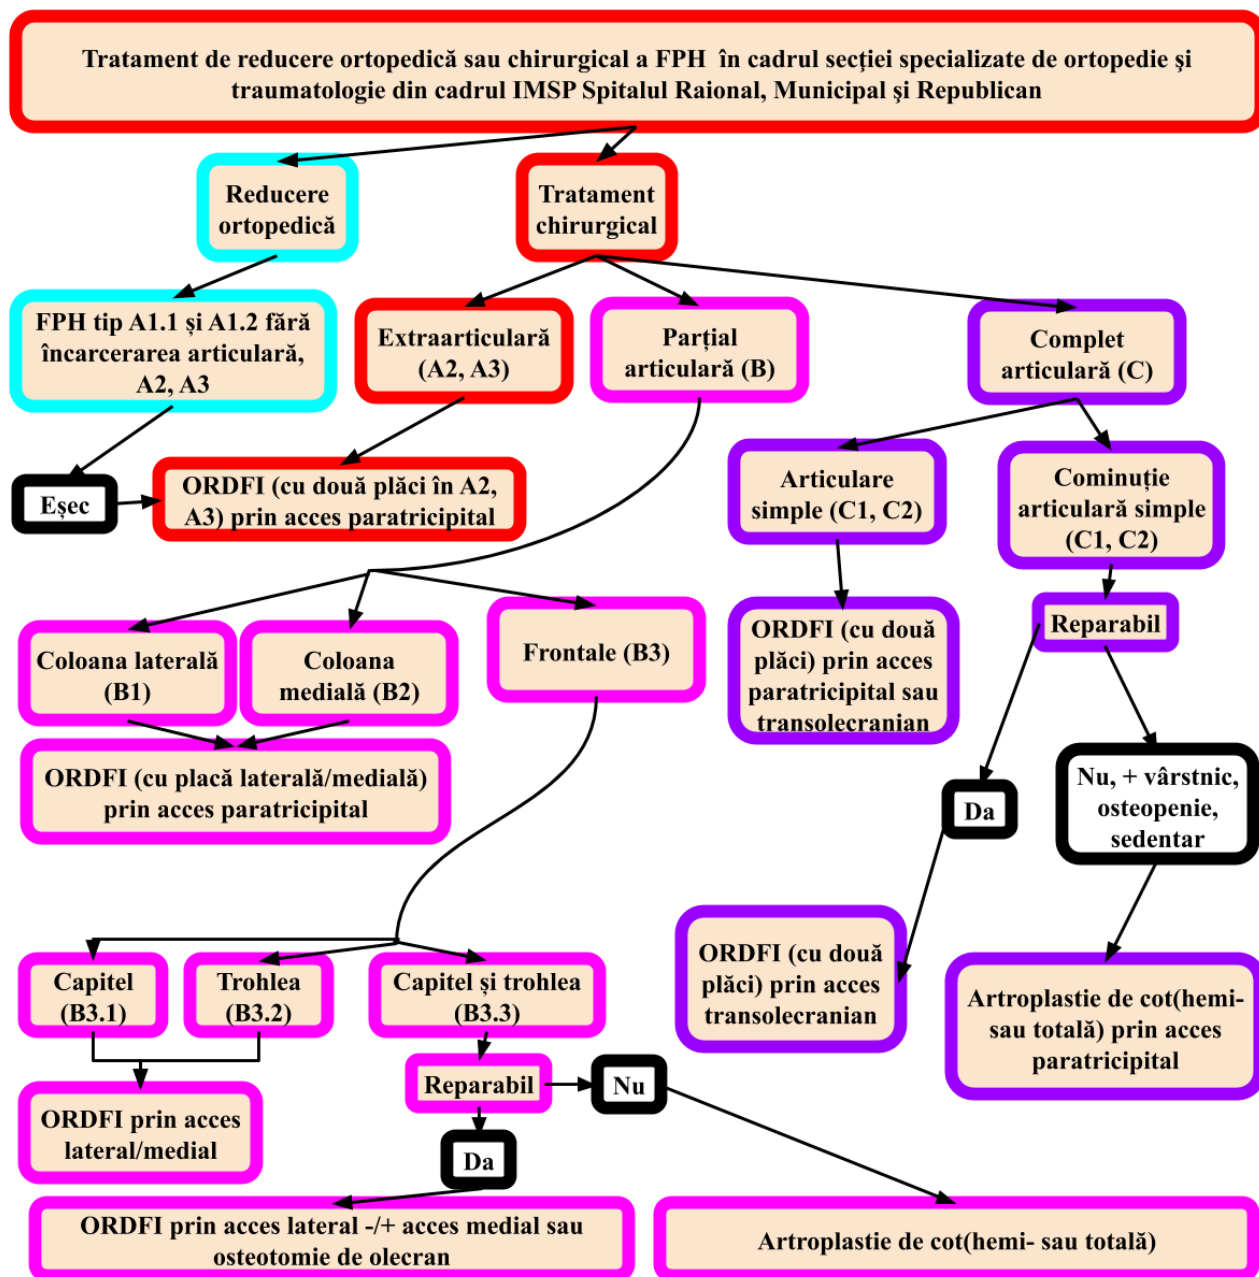 Tratament de reducere ortopedică sau chirurgical a FPH în cadrul secției specializate de ortopedie și
traumatologie din cadrul IMSP Spitalul Raional, Municipal și Republican
Reducere
ortopedică
Tratament
chirurgical
FPH tip A1.1 și A1.2 fără
încarcerarea articulară,
A2, A3
Extraarticulară
(A2, A3)
Parțial
articulară (B)
Complet
articulară (C)
Eșec
ORDFI (cu două plăci în A2,
A3) prin acces paratricipital
Articulare
simple (C1, C2)
Cominuție
articulară simple
(C1, C2)
Coloana laterală
(B1)
Coloana
medială (B2)
Frontale (B3)
ORDFI (cu două
plăci) prin acces
paratricipital sau
transolecranian
Reparabil
ORDFI (cu placă laterală/medială)
prin acces paratricipital
Da
Nu, + vârstnic,
osteopenie,
sedentar
ORDFI (cu două
plăci) prin acces
transolecranian
Artroplastie de cot(hemi-
sau totală) prin acces
paratricipital
Capitel
(B3.1)
Trohlea
(B3.2)
Capitel și trohlea
(B3.3)
Reparabil
Nu
ORDFI prin acces
lateral/medial
Da
ORDFI prin acces lateral -/+ acces medial sau
osteotomie de olecran
Artroplastie de cot(hemi- sau totală)